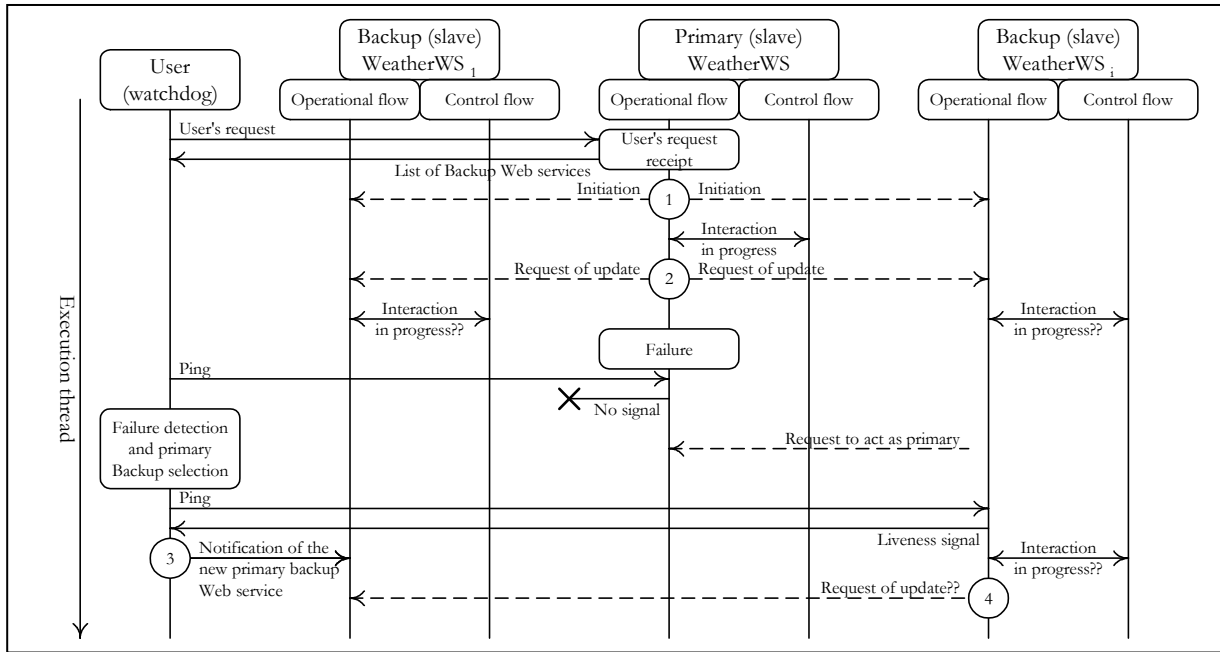 Backup (slave)
WeatherWS 1
Primary (slave)
WeatherWS
Backup (slave)
WeatherWS i
User
(watchdog)
Operational flow
Control flow
Operational flow
Control flow
Operational flow
Control flow
User's request
User's request
receipt
List of Backup Web services
Initiation
1
Initiation
Interaction
in progress
Request of update
2
Request of update
Interaction
in progress??
Interaction
in progress??
Execution thread
Failure
Ping
No signal
Failure detection
and primary
Backup selection
Request to act as primary
Ping
Liveness signal
3
Notification of the
new primary backup
Web service
Interaction
in progress??
Request of update??
4